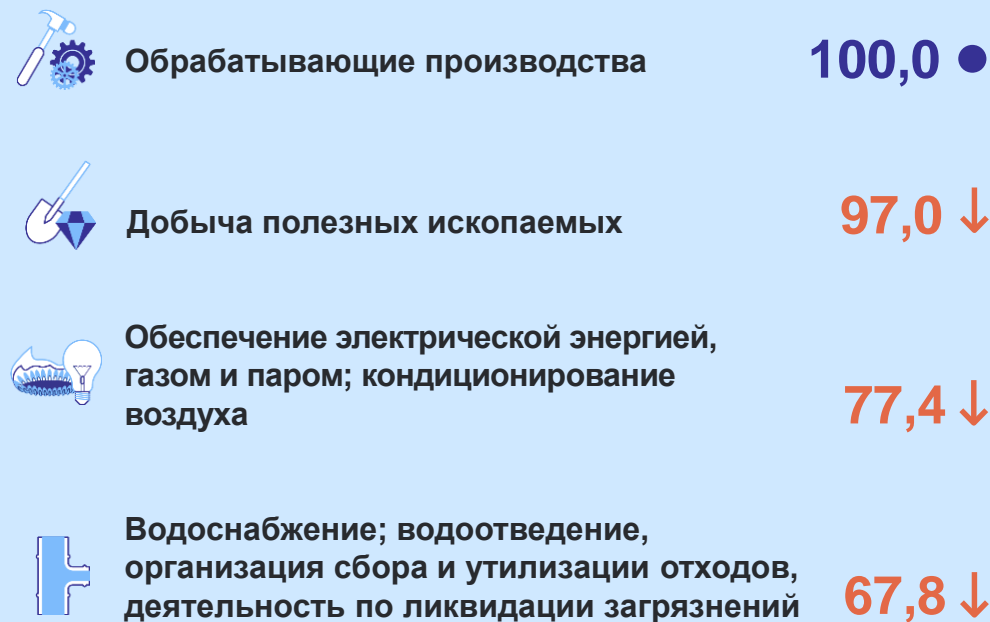 Обрабатывающие производства 100,0
Добыча полезных ископаемых 97,0 ↓
Обеспечение электрической энергией,
газом и паром; кондиционирование
воздуха 77,4 ↓
Водоснабжение; водоотведение,
организация сбора и утилизации отходов,
деятельность по ликвидации загрязнений 67,8 ↓